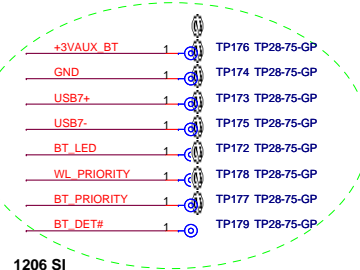 +3VAUX_BT 1 TP176 TP28-75-GP
GND 1 TP174 TP28-75-GP
USB7+ 1 TP173 TP28-75-GP
USB7- 1 TP175 TP28-75-GP
BT_LED 1 TP172 TP28-75-GP
WL_PRIORITY 1 TP178 TP28-75-GP
BT_PRIORITY 1 TP177 TP28-75-GP
BT_DET# 1 TP179 TP28-75-GP
1206 SI